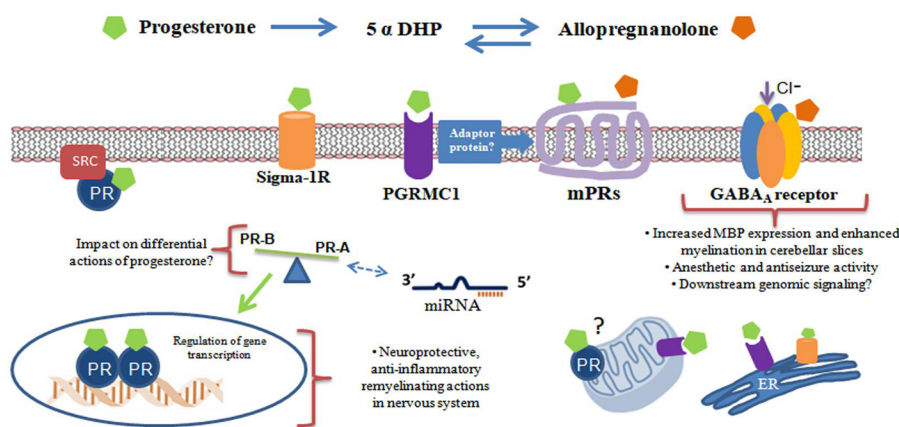 Progesterone
5 α DHP
Allopregnanolone
Cl-
SRC
PR
Sigma-1R
PGRMC1
Adaptor
protein?
mPRs
GABAA receptor
Impact on differential
actions of progesterone?
PR-B
PR-A
3’
5’
miRNA
• Increased MBP expression and enhanced
myelination in cerebellar slices
• Anesthetic and antiseizure activity
• Downstream genomic signaling?
Regulation of gene
transcription
PR
PR
• Neuroprotective,
anti-inflammatory
remyelinating actions
in nervous system
?
PR
ER